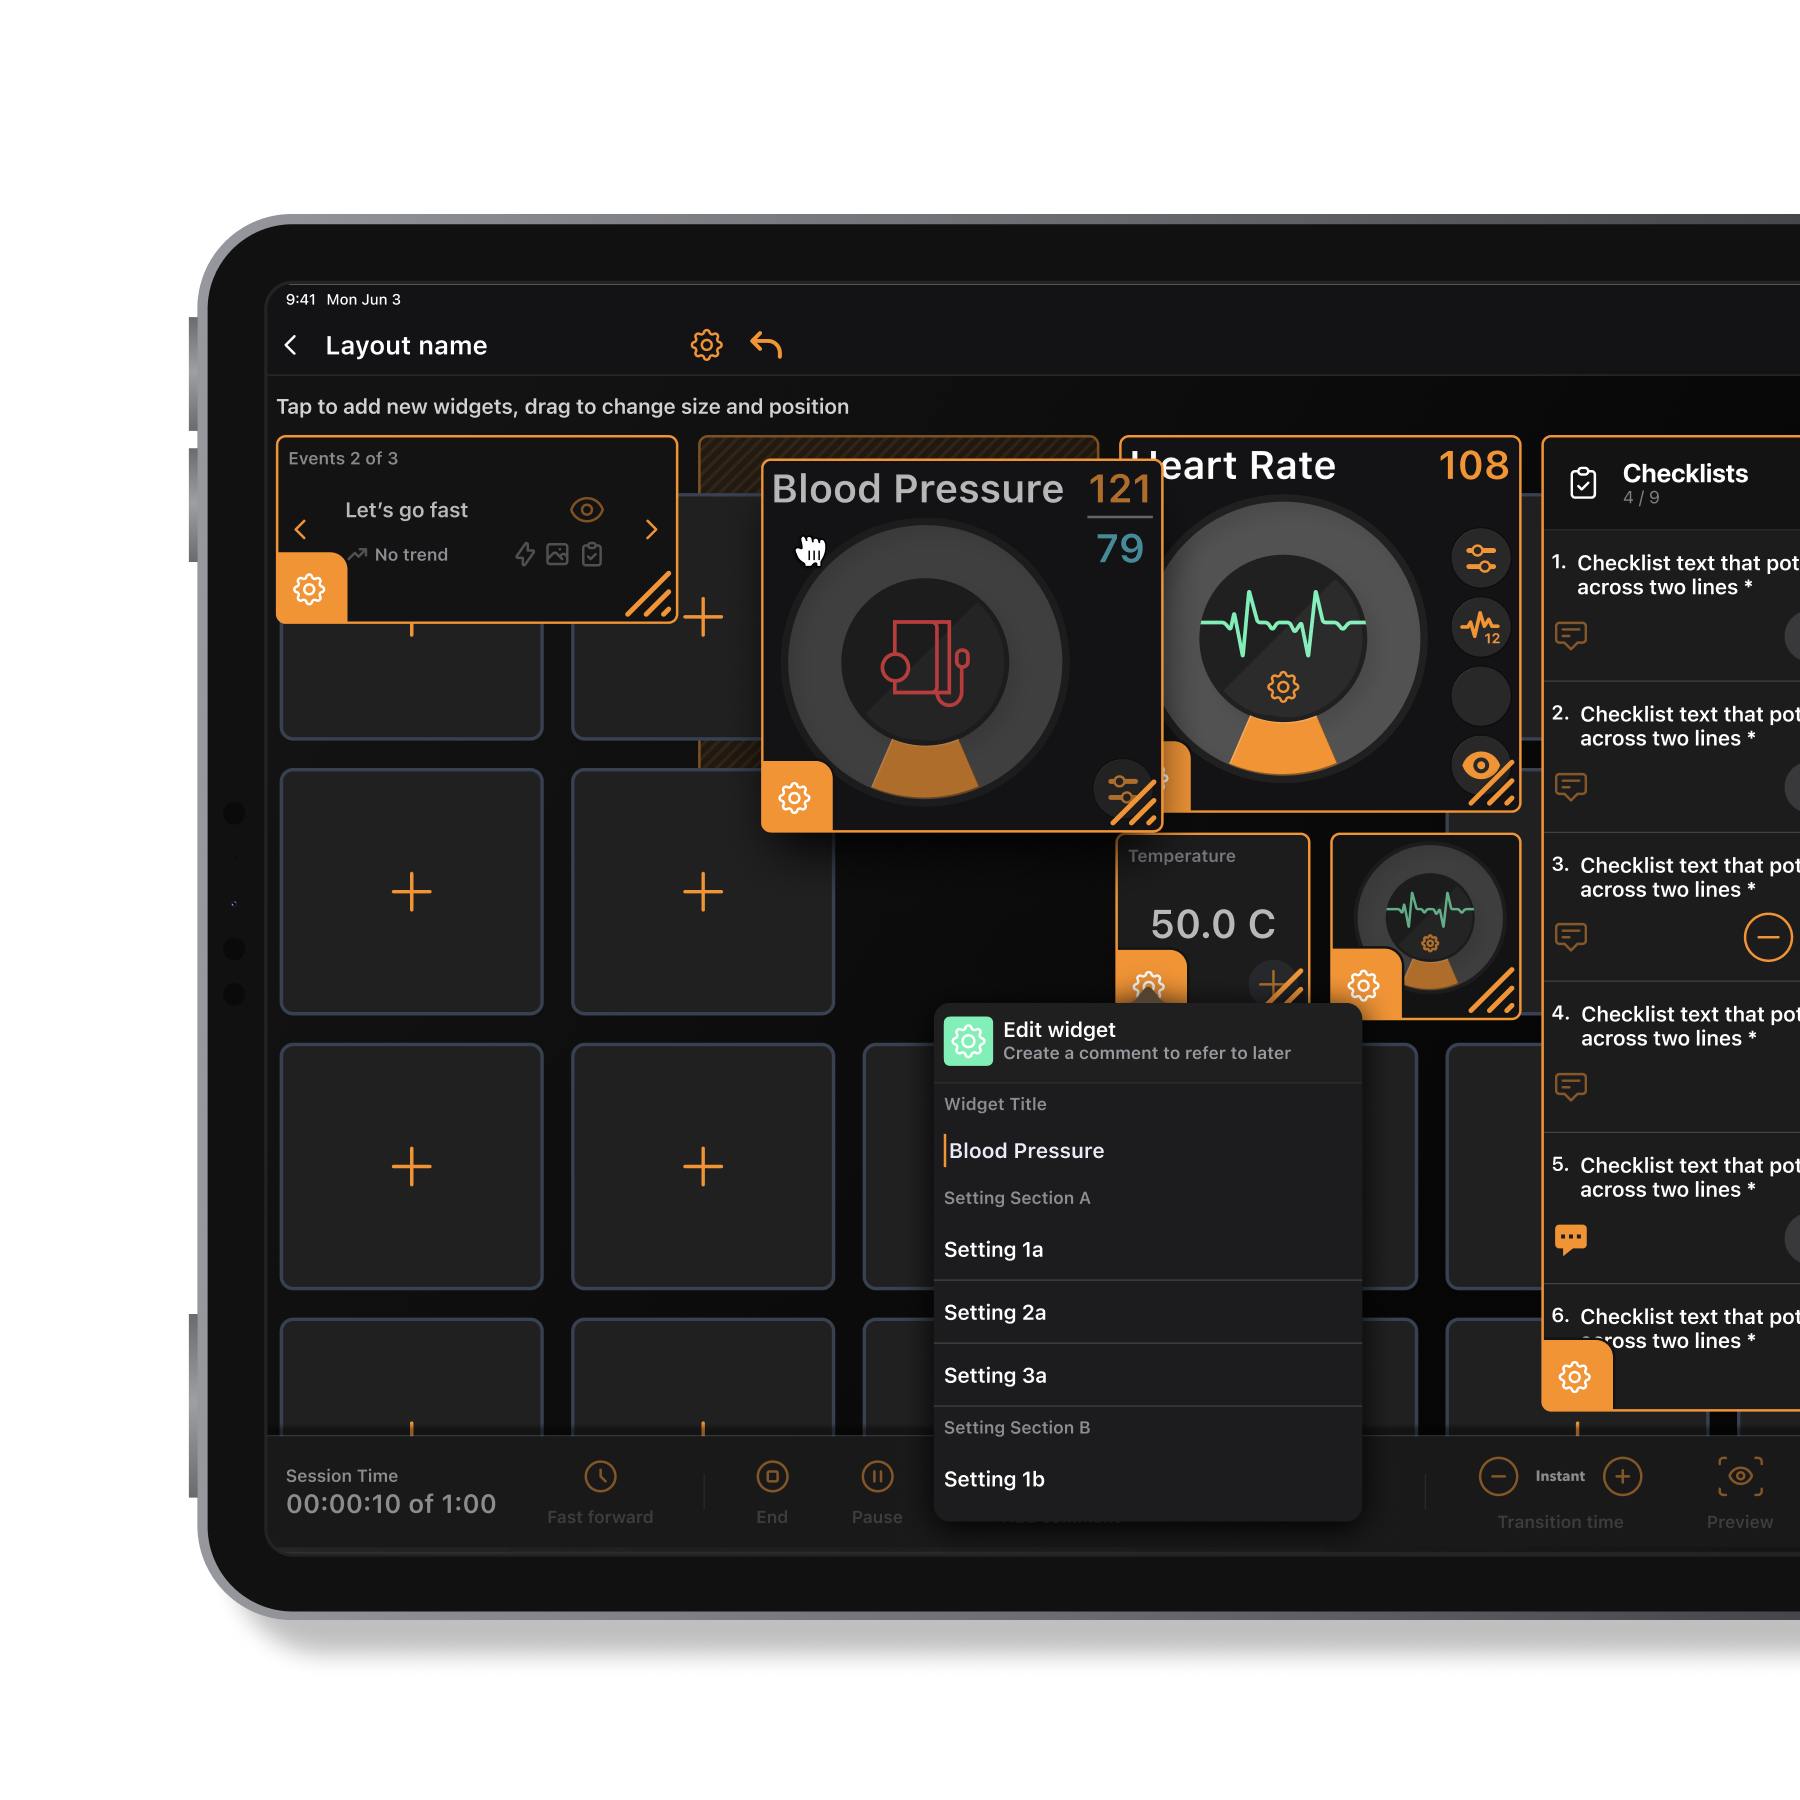 9:41 Mon Jun 3
Layout name
Tap to add new widgets, drag to change size and position
Events 2 of 3
Let's go fast
No trend
Blood Pressure 121
79
Heart Rate 108
12
Temperature
50.0 C
Checklists
4 / 9
1. Checklist text that pot
across two lines *
2. Checklist text that pot
across two lines *
3. Checklist text that pot
across two lines *
4. Checklist text that pot
across two lines *
5. Checklist text that pot
across two lines *
6. Checklist text that pot
across two lines *
Edit widget
Create a comment to refer to later
Widget Title
Blood Pressure
Setting Section A
Setting 1a
Setting 2a
Setting 3a
Setting Section B
Setting 1b
Session Time
00:00:10 of 1:00
Fast forward
End
Pause
Instant
Transition time
Preview